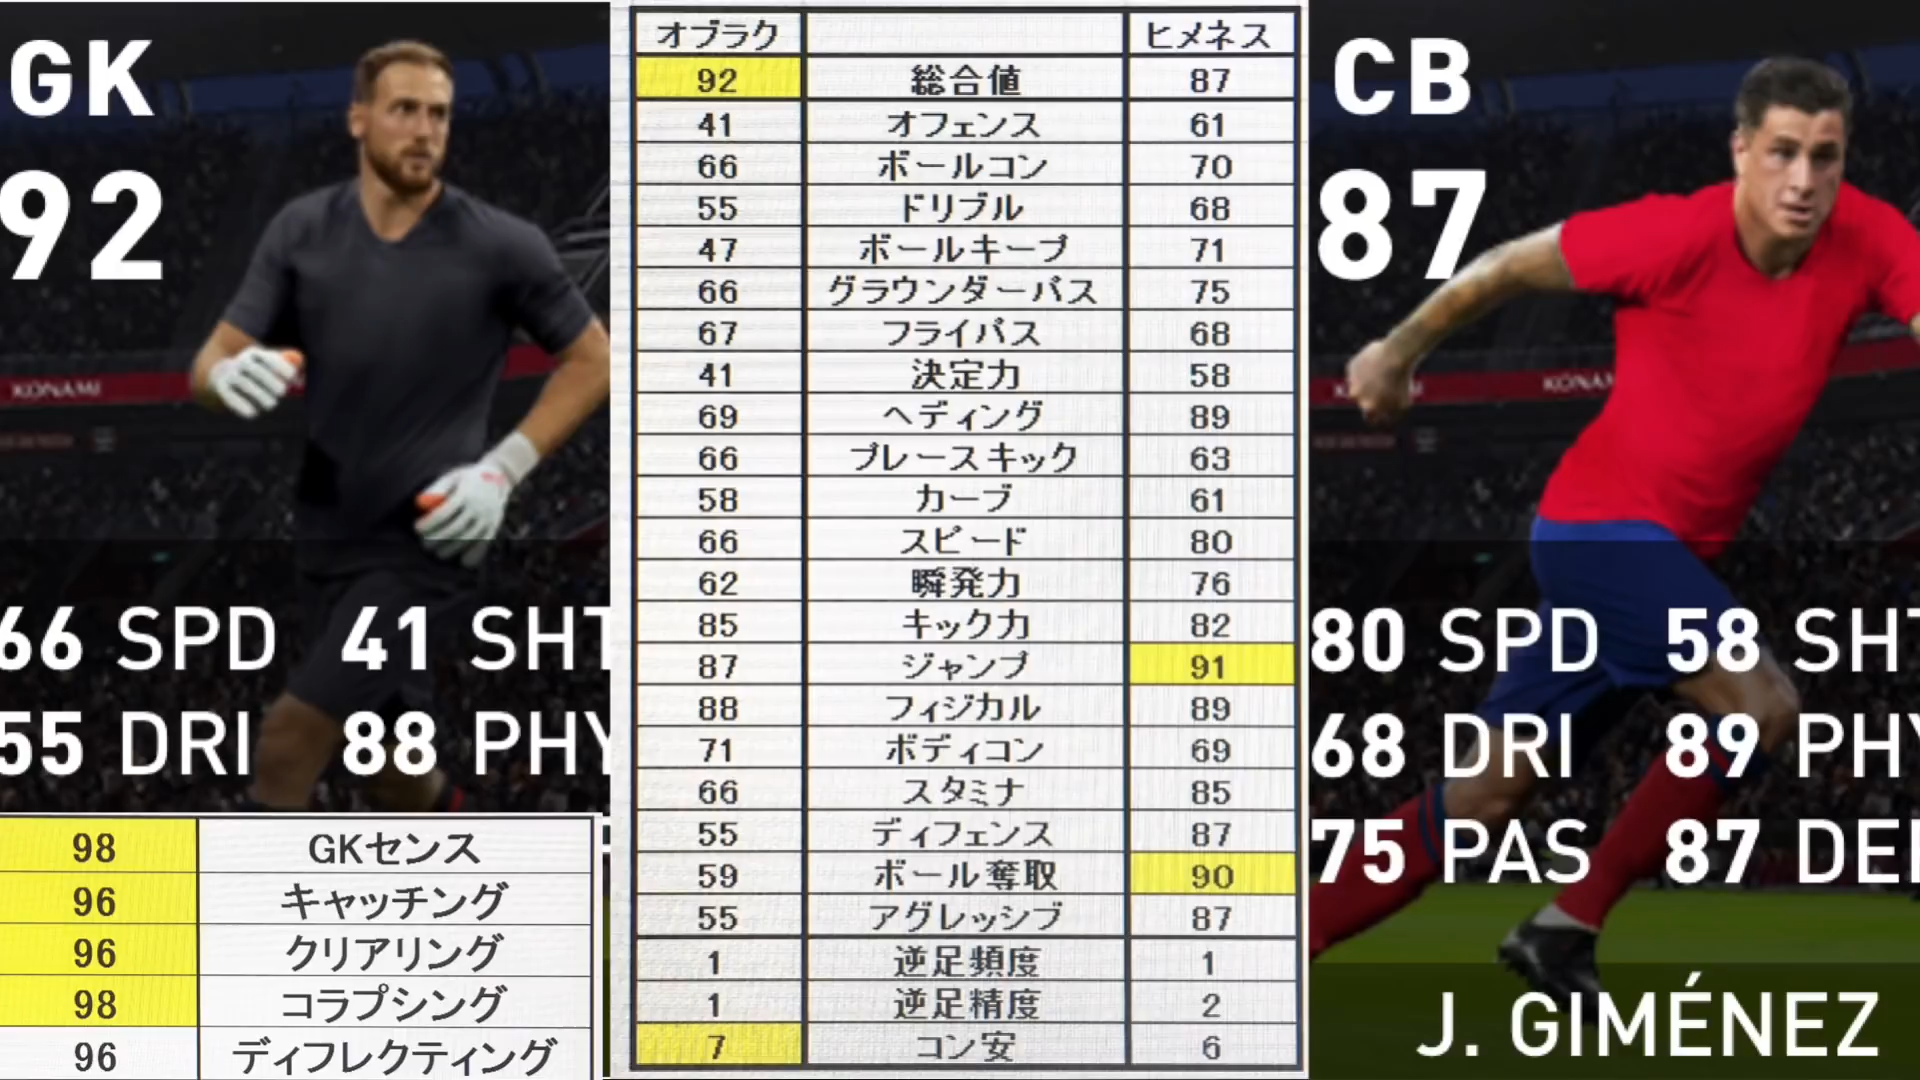 GK
92
KONAMI
66 SPD 41 SHT
55 DRI 88 PHY
98 GKセンス
96 キャッチング
96 クリアリング
98 コラプシング
96 ディフレクティング
オブラク ヒメネス
92 総合値 87
41 オフェンス 61
66 ボールコン 70
55 ドリブル 68
47 ボールキープ 71
66 グラウンダーパス 75
67 フライパス 68
41 決定力 58
69 ヘディング 89
66 プレースキック 63
58 カーブ 61
66 スピード 80
62 瞬発力 76
85 キック力 82
87 ジャンプ 91
88 フィジカル 89
71 ボディコン 69
66 スタミナ 85
55 ディフェンス 87
59 ボール奪取 90
55 アグレッシブ 87
1 逆足頻度 1
1 逆足精度 2
7 コン安 6
CB
87
KONAMI
80 SPD 58 SHT
68 DRI 89 PHY
75 PAS 87 DEF
J. GIMÉNEZ